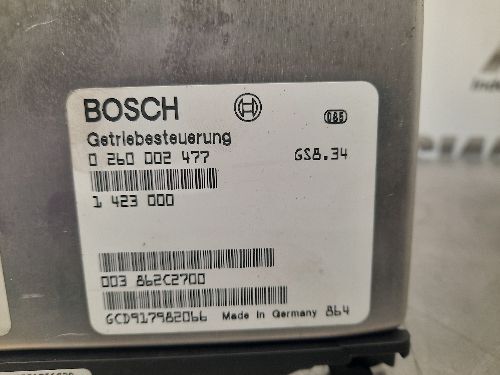 BOSCH
Getriebesteuerung
0 260 002 477 GS8.34
1 423 000
003 862C2700
GCD917982066 Made in Germany 864